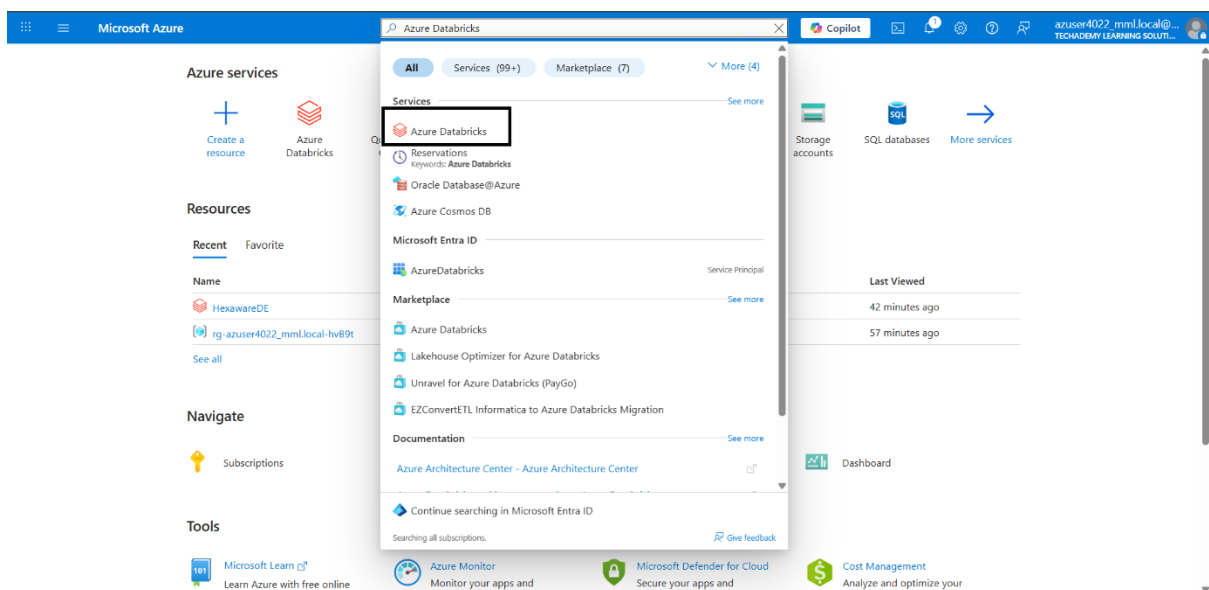 Microsoft Azure
Azure Databricks
Copilot
1
azuser4022_mml.local@...
TECHADEMY LEARNING SOLUTI...
Azure services
Create a resource
Azure Databricks
All
Services (99+)
Marketplace (7)
More (4)
Services
See more
Azure Databricks
Reservations
Keywords: Azure Databricks
Oracle Database@Azure
Azure Cosmos DB
Microsoft Entra ID
AzureDatabricks
Service Principal
Marketplace
See more
Azure Databricks
Lakehouse Optimizer for Azure Databricks
Unravel for Azure Databricks (PayGo)
EZConvertETL Informatica to Azure Databricks Migration
Documentation
See more
Azure Architecture Center - Azure Architecture Center
Continue searching in Microsoft Entra ID
Searching all subscriptions.
Give feedback
Storage accounts
SQL
SQL databases
More services
Resources
Recent
Favorite
Name
Last Viewed
HexawareDE
42 minutes ago
rg-azuser4022_mml.local-hvB9t
57 minutes ago
See all
Navigate
Subscriptions
Dashboard
Tools
101
Microsoft Learn
Learn Azure with free online
Azure Monitor
Monitor your apps and
Microsoft Defender for Cloud
Secure your apps and
Cost Management
Analyze and optimize your